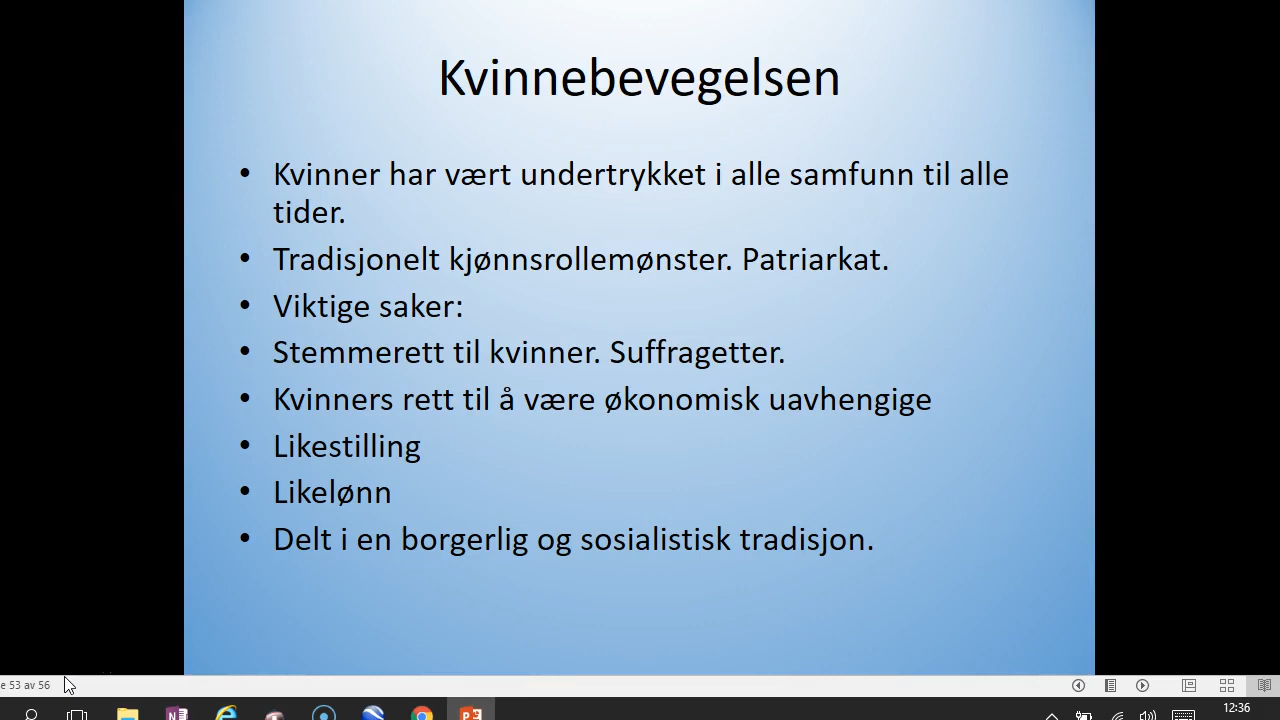 Kvinnebevegelsen
• Kvinner har vært undertrykket i alle samfunn til alle
tider.
• Tradisjonelt kjønnsrollemønster. Patriarkat.
• Viktige saker:
• Stemmerett til kvinner. Suffragetter.
• Kvinners rett til å være økonomisk uavhengige
• Likestilling
• Likelønn
• Delt i en borgerlig og sosialistisk tradisjon.
e 53 av 56
12:36